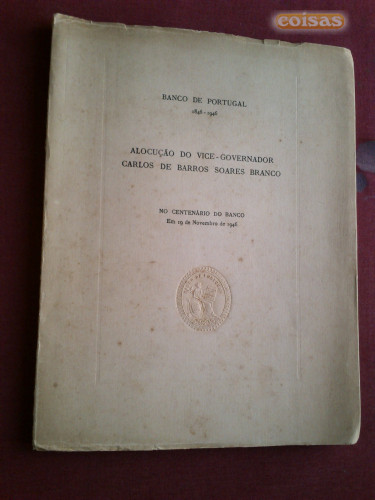 coisas
BANCO DE PORTUGAL
1846-1946
ALOCUÇÃO DO VICE-GOVERNADOR
CARLOS DE BARROS SOARES BRANCO
NO CENTENÁRIO DO BANCO
Em 19 de Novembro de 1946